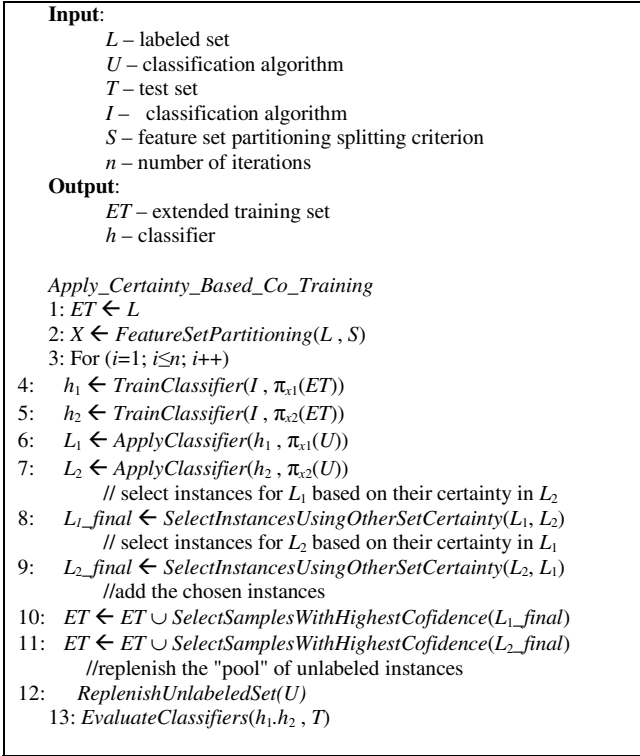 Input:
L – labeled set
U – classification algorithm
T – test set
I – classification algorithm
S – feature set partitioning splitting criterion
n – number of iterations
Output:
ET – extended training set
h – classifier
Apply_Certainty_Based_Co_Training
1: ET ← L
2: X ← FeatureSetPartitioning(L , S)
3: For (i=1; i≤n; i++)
4: h₁ ← TrainClassifier(I , πₓ₁(ET))
5: h₂ ← TrainClassifier(I , πₓ₂(ET))
6: L₁ ← ApplyClassifier(h₁ , πₓ₁(U))
7: L₂ ← ApplyClassifier(h₂ , πₓ₂(U))
// select instances for L₁ based on their certainty in L₂
8: L₁_final ← SelectInstancesUsingOtherSetCertainty(L₁, L₂)
// select instances for L₂ based on their certainty in L₁
9: L₂_final ← SelectInstancesUsingOtherSetCertainty(L₂, L₁)
//add the chosen instances
10: ET ← ET ∪ SelectSamplesWithHighestCofidence(L₁_final)
11: ET ← ET ∪ SelectSamplesWithHighestCofidence(L₂_final)
//replenish the "pool" of unlabeled instances
12: ReplenishUnlabeledSet(U)
13: EvaluateClassifiers(h₁.h₂ , T)